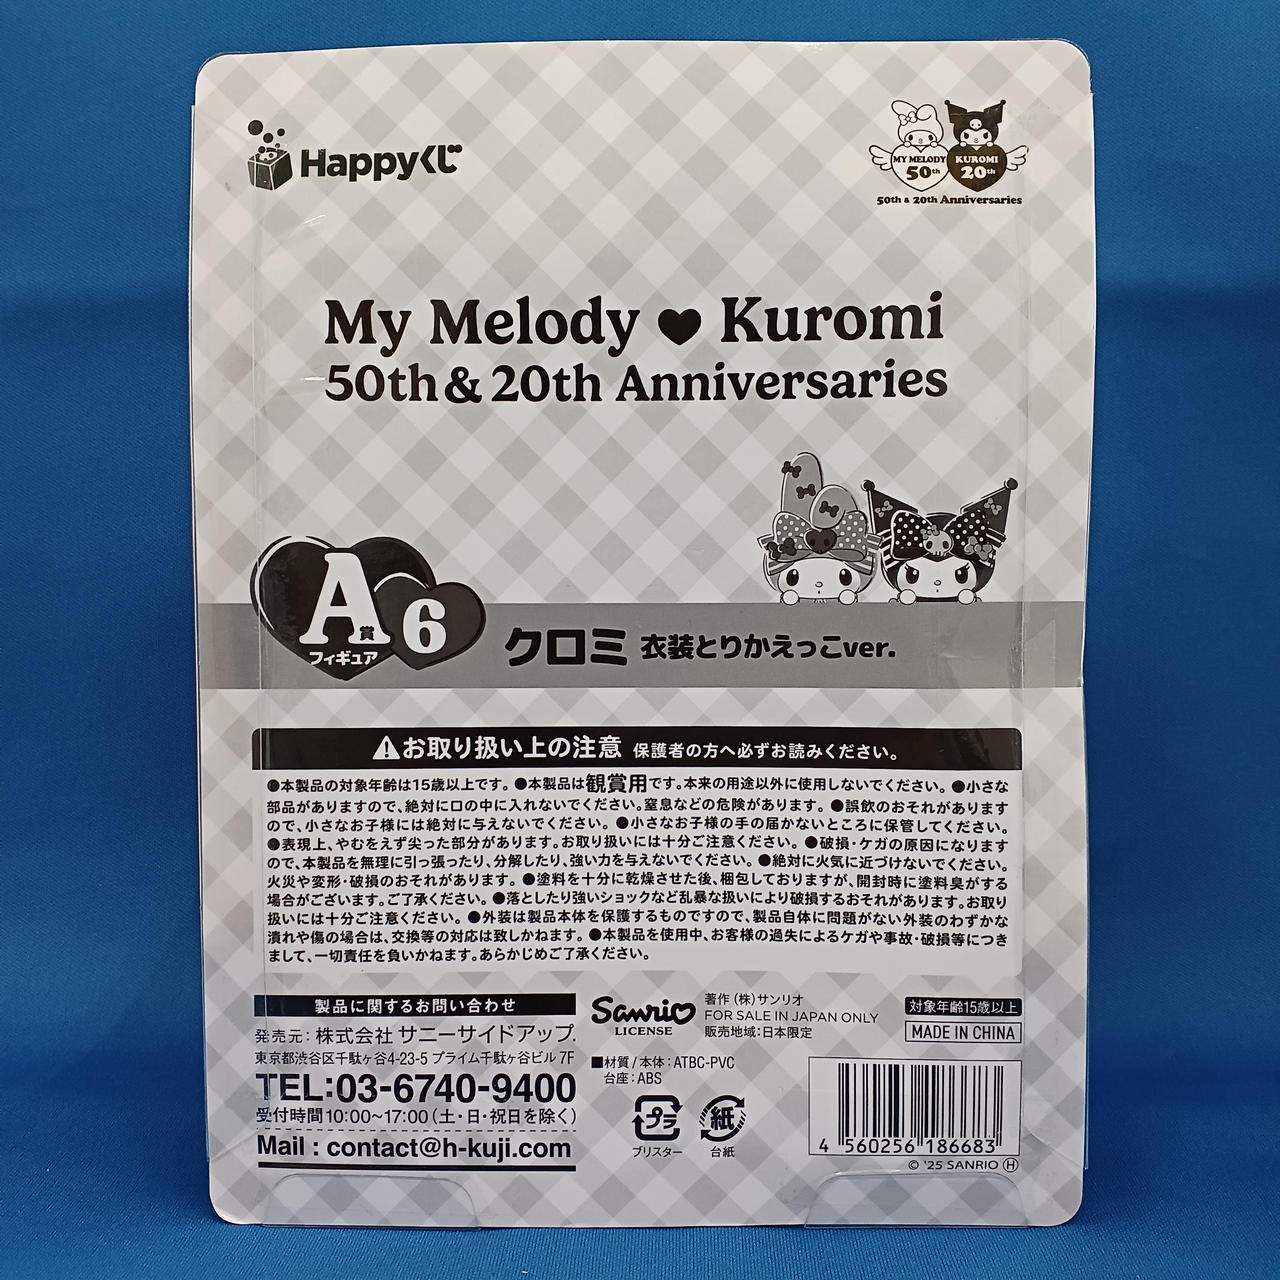 Happyくじ
MY MELODY 50th KUROMI 20th
50th & 20th Anniversaries
My Melody ♥ Kuromi
50th & 20th Anniversaries
A賞 6
フィギュア
クロミ 衣装とりかえっこver.
⚠お取り扱い上の注意 保護者の方へ必ずお読みください。
●本製品の対象年齢は15歳以上です。●本製品は観賞用です。本来の用途以外に使用しないでください。●小さな
部品がありますので、絶対に口の中に入れないでください。窒息などの危険があります。●誤飲のおそれがあります
ので、小さなお子様には絶対に与えないでください。●小さなお子様の手の届かないところに保管してください。
●表現上、やむをえず尖った部分があります。お取り扱いには十分ご注意ください。●破損・ケガの原因になります
ので、本製品を無理に引っ張ったり、分解したり、強い力を与えないでください。●絶対に火気に近づけないでください。
火災や変形・破損のおそれがあります。●塗料を十分に乾燥させた後、梱包しておりますが、開封時に塗料臭がする
場合がございます。ご了承ください。●落としたり強いショックなど乱暴な扱いにより破損するおそれがあります。お取り
扱いには十分ご注意ください。●外装は製品本体を保護するものですので、製品自体に問題がない外装のわずかな
潰れや傷の場合は、交換等の対応は致しかねます。●本製品を使用中、お客様の過失によるケガや事故・破損等につき
まして、一切責任を負いかねます。あらかじめご了承ください。
製品に関するお問い合わせ
発売元:株式会社 サニーサイドアップ.
東京都渋谷区千駄ヶ谷4-23-5 プライム千駄ヶ谷ビル 7F
TEL:03-6740-9400
受付時間10:00~17:00(土・日・祝日を除く)
Mail : contact@h-kuji.com
Sanrio
LICENSE
著作(株)サンリオ
FOR SALE IN JAPAN ONLY
販売地域:日本限定
■材質/本体:ATBC-PVC
台座:ABS
プラ
ブリスター
紙
台紙
対象年齢15歳以上
MADE IN CHINA
4 560256 186683
© '25 SANRIO Ⓗ